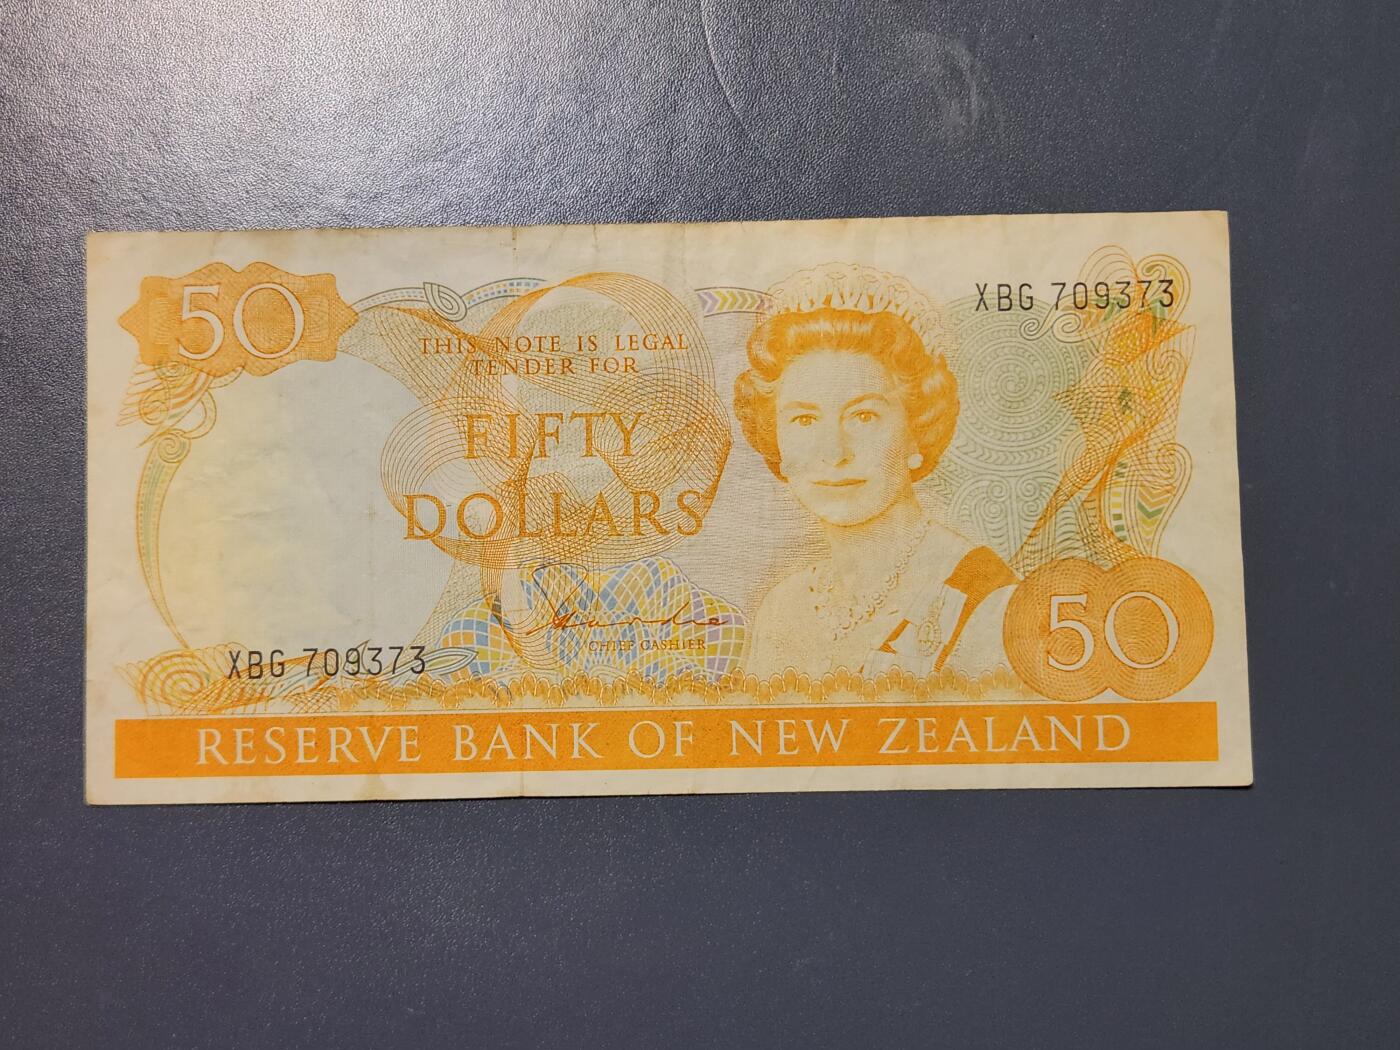 50
XBG 709373
THIS NOTE IS LEGAL
TENDER FOR
FIFTY
DOLLARS
CHIEF CASHIER
XBG 709373
50
RESERVE BANK OF NEW ZEALAND